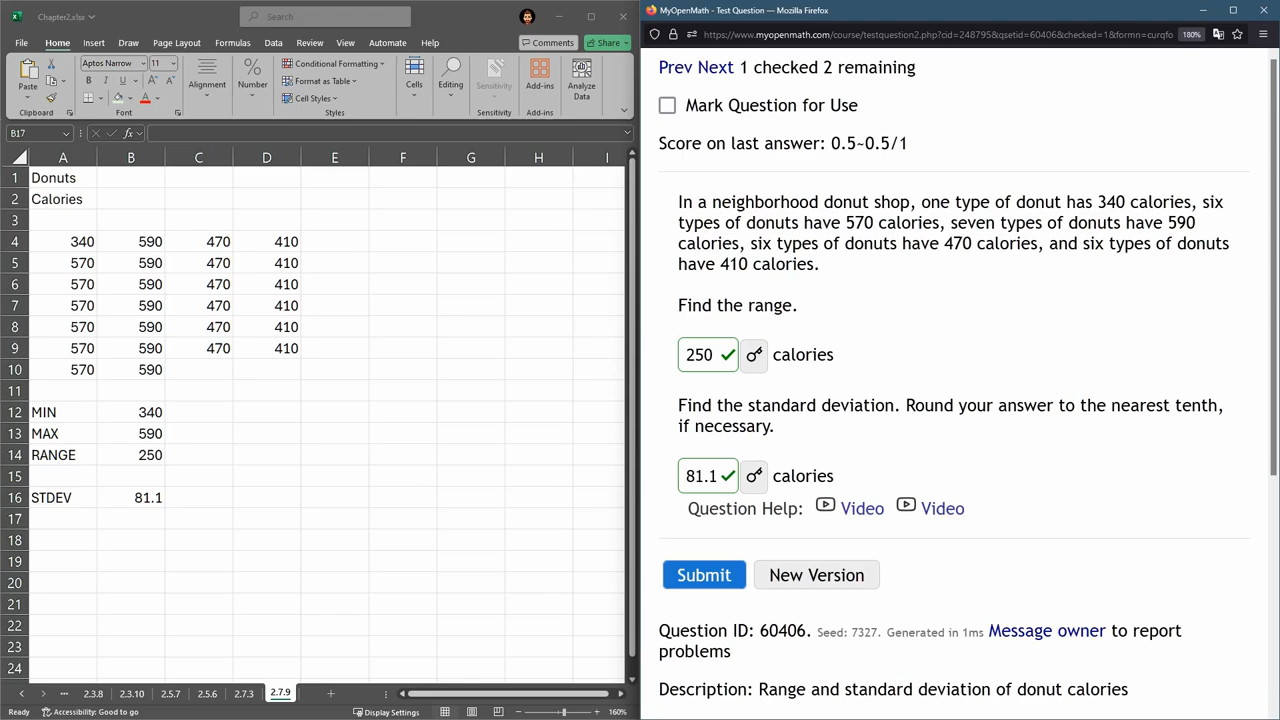 Chapter2.xlsx
Search
File Home Insert Draw Page Layout Formulas Data Review View Automate Help Comments Share
Paste
Clipboard
Aptos Narrow 11
B I U
Font
Alignment
Number
Conditional Formatting
Format as Table
Cell Styles
Styles
Cells
Editing
Sensitivity
Sensitivity
Add-ins
Add-ins
Analyze
Data
B17 fx
A B C D E F G H I
1 Donuts
2 Calories
3
4 340 590 470 410
5 570 590 470 410
6 570 590 470 410
7 570 590 470 410
8 570 590 470 410
9 570 590 470 410
10 570 590
11
12 MIN 340
13 MAX 590
14 RANGE 250
15
16 STDEV 81.1
17
18
19
20
21
22
23
24
... 2.3.8 2.3.10 2.5.7 2.5.6 2.7.3 2.7.9 +
Ready Accessibility: Good to go Display Settings 160%
MyOpenMath - Test Question — Mozilla Firefox
https://www.myopenmath.com/course/testquestion2.php?cid=248795&qsetid=60406&checked=1&formn=curqfo 180%
Prev Next 1 checked 2 remaining
Mark Question for Use
Score on last answer: 0.5~0.5/1
In a neighborhood donut shop, one type of donut has 340 calories, six
types of donuts have 570 calories, seven types of donuts have 590
calories, six types of donuts have 470 calories, and six types of donuts
have 410 calories.
Find the range.
250 calories
Find the standard deviation. Round your answer to the nearest tenth,
if necessary.
81.1 calories
Question Help: Video Video
Submit New Version
Question ID: 60406. Seed: 7327. Generated in 1ms Message owner to report
problems
Description: Range and standard deviation of donut calories